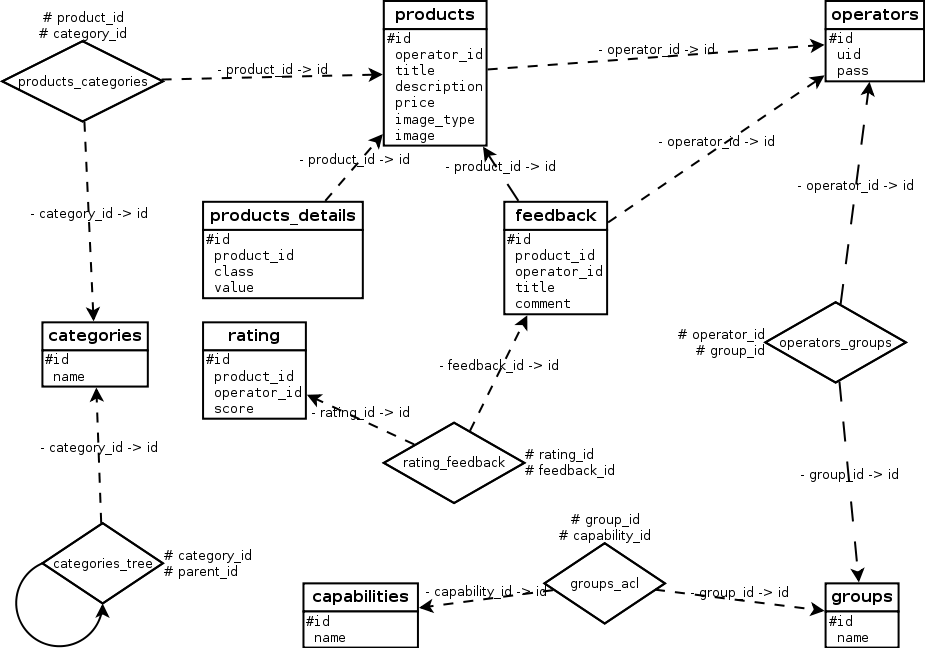 # product_id
# category_id
products_categories
- product_id -> id
products
#id
operator_id
title
description
price
image_type
image
- operator_id -> id
operators
#id
uid
pass
- product_id -> id
- product_id -> id
- operator_id -> id
- category_id -> id
- operator_id -> id
products_details
#id
product_id
class
value
feedback
#id
product_id
operator_id
title
comment
categories
#id
name
rating
#id
product_id
operator_id
score
- feedback_id -> id
- rating_id -> id
rating_feedback
# rating_id
# feedback_id
# operator_id
# group_id
operators_groups
- category_id -> id
- group_id -> id
categories_tree
# category_id
# parent_id
# group_id
# capability_id
groups_acl
- capability_id -> id
- group_id -> id
capabilities
#id
name
groups
#id
name